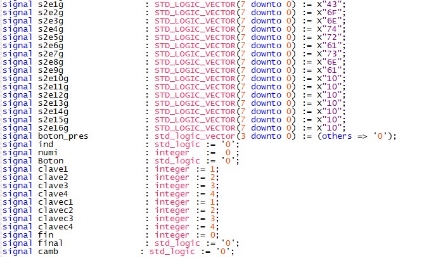 signal s2e1g : STD_LOGIC_VECTOR(7 downto 0) := X"43";
signal s2e2g : STD_LOGIC_VECTOR(7 downto 0) := X"6F";
signal s2e3g : STD_LOGIC_VECTOR(7 downto 0) := X"6E";
signal s2e4g : STD_LOGIC_VECTOR(7 downto 0) := X"74";
signal s2e5g : STD_LOGIC_VECTOR(7 downto 0) := X"72";
signal s2e6g : STD_LOGIC_VECTOR(7 downto 0) := X"61";
signal s2e7g : STD_LOGIC_VECTOR(7 downto 0) := X"73";
signal s2e8g : STD_LOGIC_VECTOR(7 downto 0) := X"6E";
signal s2e9g : STD_LOGIC_VECTOR(7 downto 0) := X"61";
signal s2e10g : STD_LOGIC_VECTOR(7 downto 0) := X"10";
signal s2e11g : STD_LOGIC_VECTOR(7 downto 0) := X"10";
signal s2e12g : STD_LOGIC_VECTOR(7 downto 0) := X"10";
signal s2e13g : STD_LOGIC_VECTOR(7 downto 0) := X"10";
signal s2e14g : STD_LOGIC_VECTOR(7 downto 0) := X"10";
signal s2e15g : STD_LOGIC_VECTOR(7 downto 0) := X"10";
signal s2e16g : STD_LOGIC_VECTOR(7 downto 0) := X"10";
signal boton_pres : std_logic_vector(3 downto 0) := (others => '0');
signal ind : std_logic := '0';
signal numi : integer := 0 ;
signal Boton : std_logic := '0';
signal clave1 : integer := 1;
signal clave2 : integer := 2;
signal clave3 : integer := 3;
signal clave4 : integer := 4;
signal clavec1 : integer := 1;
signal clavec2 : integer := 2;
signal clavec3 : integer := 3;
signal clavec4 : integer := 4;
signal fin : integer := 0;
signal final : std_logic := '0';
signal camb : std_logic := '0';